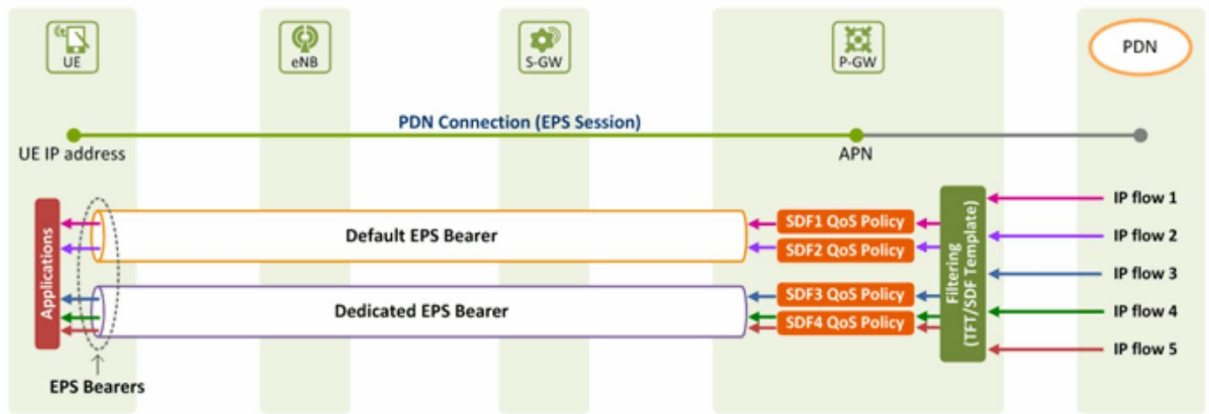 UE
eNB
S-GW
P-GW
PDN
PDN Connection (EPS Session)
UE IP address
APN
Applications
Default EPS Bearer
Dedicated EPS Bearer
SDF1 QoS Policy
SDF2 QoS Policy
SDF3 QoS Policy
SDF4 QoS Policy
Filtering
(TFT/SDF Template)
IP flow 1
IP flow 2
IP flow 3
IP flow 4
IP flow 5
EPS Bearers